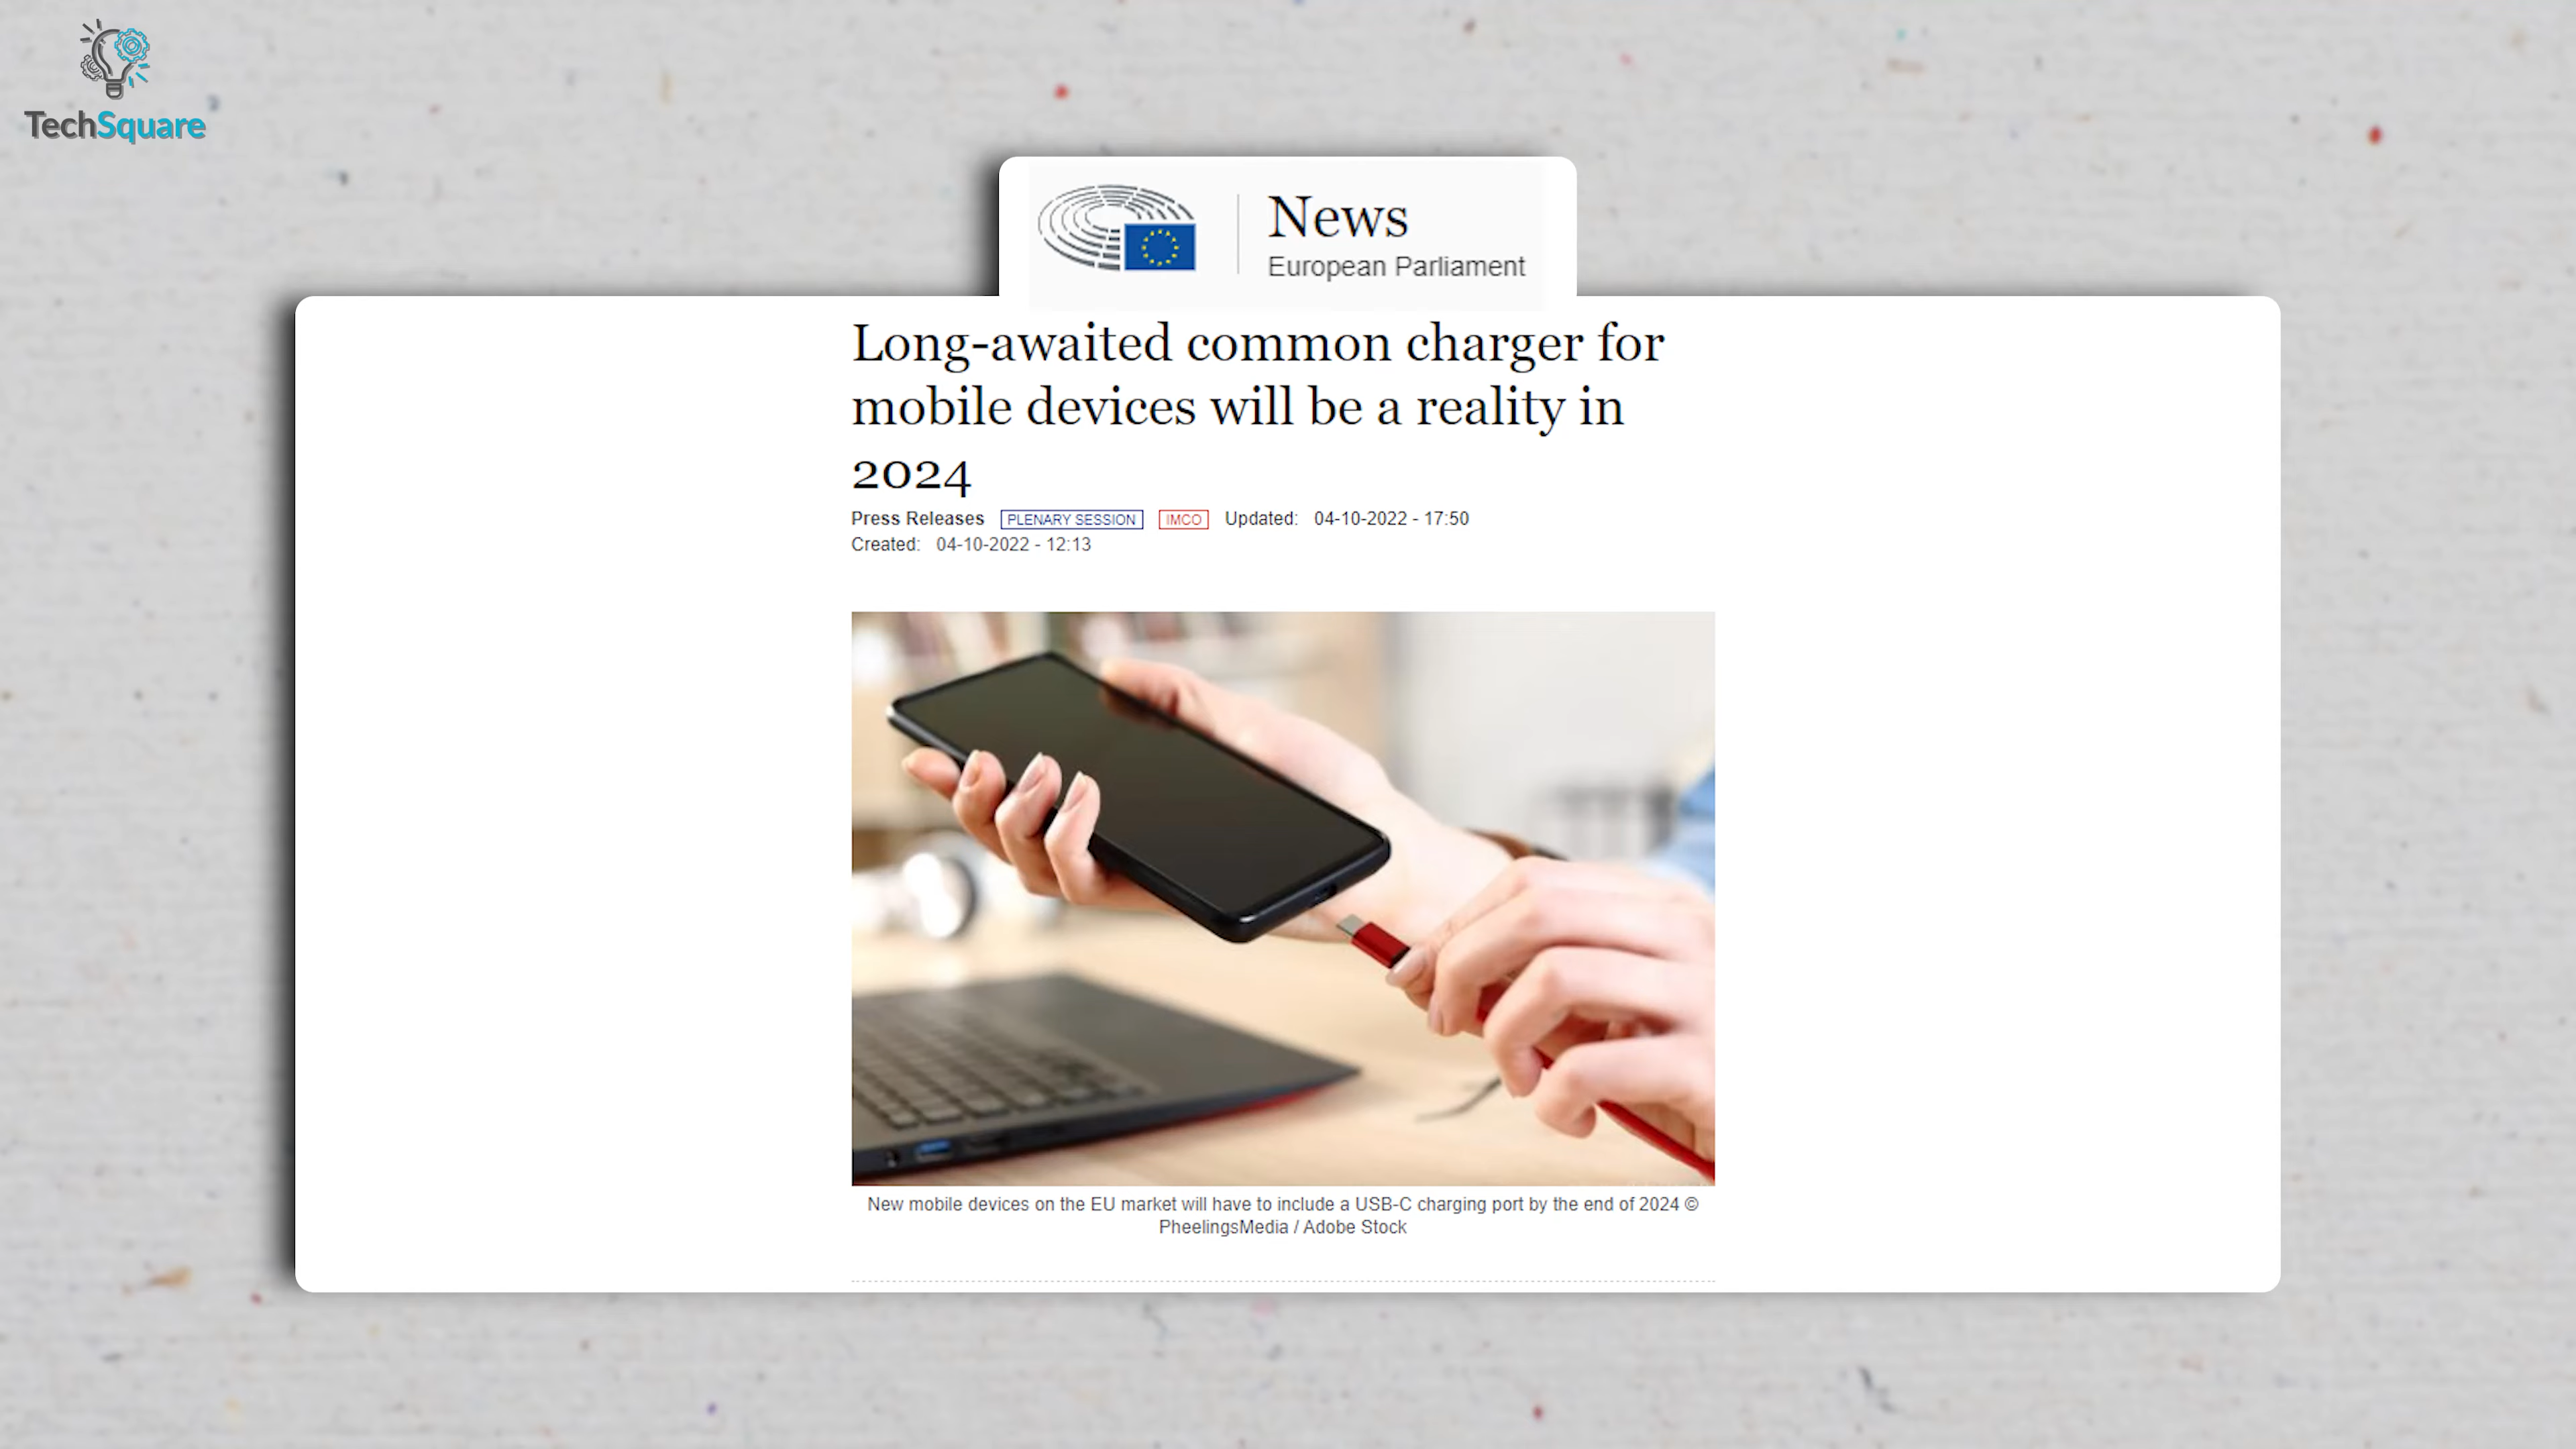 TechSquare
News
European Parliament
Long-awaited common charger for
mobile devices will be a reality in
2024
Press Releases PLENARY SESSION IMCO Updated: 04-10-2022 - 17:50
Created: 04-10-2022 - 12:13
New mobile devices on the EU market will have to include a USB-C charging port by the end of 2024 ©
PheelingsMedia / Adobe Stock